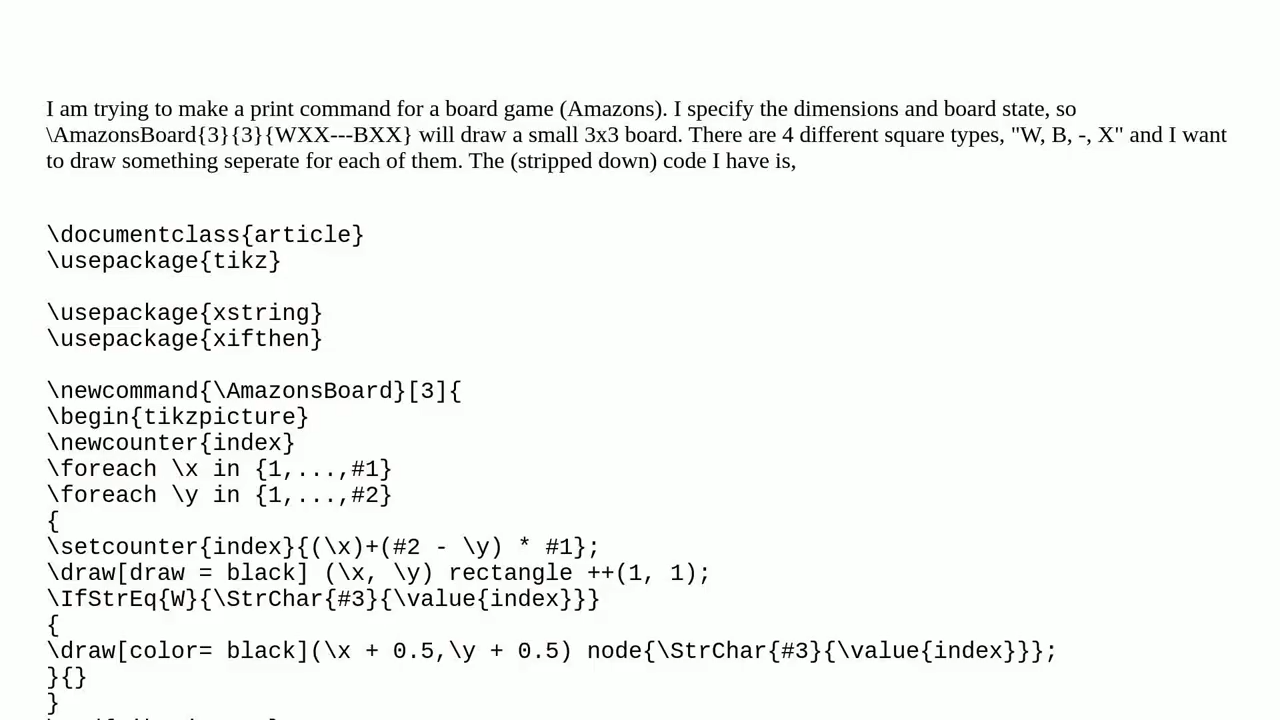 I am trying to make a print command for a board game (Amazons). I specify the dimensions and board state, so
\AmazonsBoard{3}{3}{WXX---BXX} will draw a small 3x3 board. There are 4 different square types, "W, B, -, X" and I want
to draw something seperate for each of them. The (stripped down) code I have is,
\documentclass{article}
\usepackage{tikz}
\usepackage{xstring}
\usepackage{xifthen}
\newcommand{\AmazonsBoard}[3]{
\begin{tikzpicture}
\newcounter{index}
\foreach \x in {1,...,#1}
\foreach \y in {1,...,#2}
{
\setcounter{index}{(\x)+(#2 - \y) * #1};
\draw[draw = black] (\x, \y) rectangle ++(1, 1);
\IfStrEq{W}{\StrChar{#3}{\value{index}}}
{
\draw[color= black](\x + 0.5,\y + 0.5) node{\StrChar{#3}{\value{index}}};
}{}
}